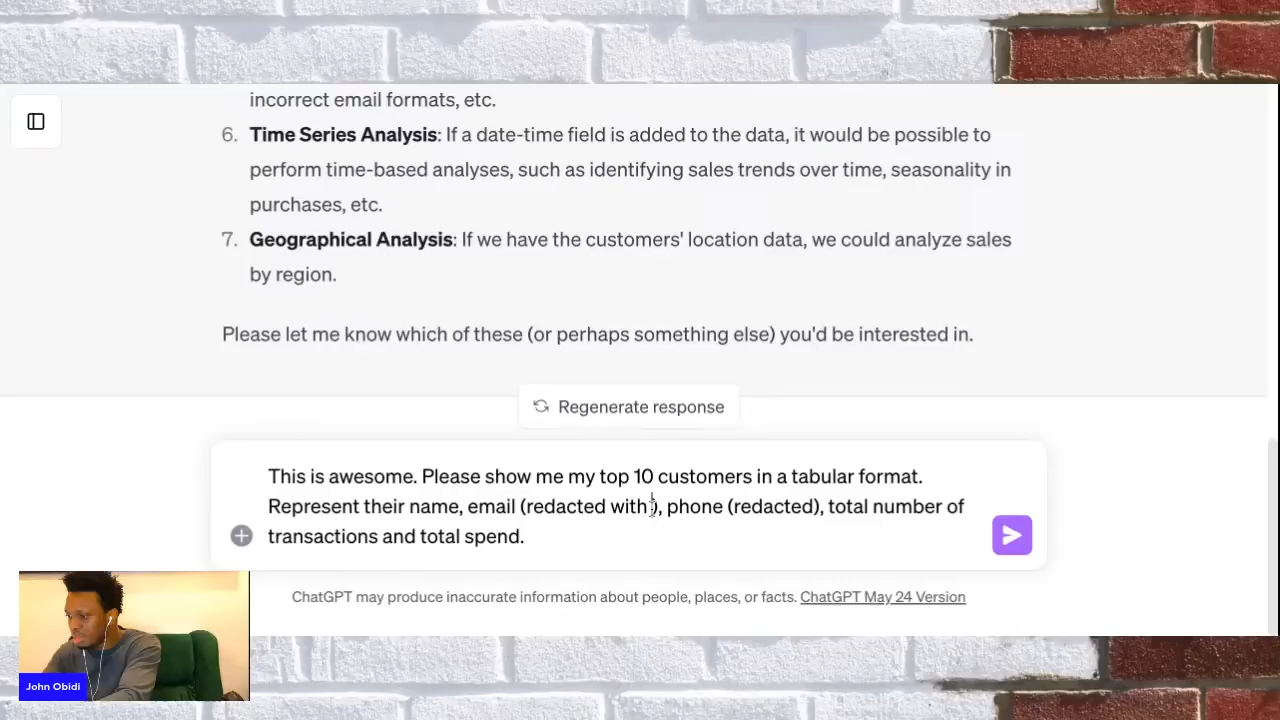 incorrect email formats, etc.
6. Time Series Analysis: If a date-time field is added to the data, it would be possible to
perform time-based analyses, such as identifying sales trends over time, seasonality in
purchases, etc.
7. Geographical Analysis: If we have the customers' location data, we could analyze sales
by region.
Please let me know which of these (or perhaps something else) you'd be interested in.
Regenerate response
This is awesome. Please show me my top 10 customers in a tabular format.
Represent their name, email (redacted with ), phone (redacted), total number of
transactions and total spend.
ChatGPT may produce inaccurate information about people, places, or facts. ChatGPT May 24 Version
John Obidi